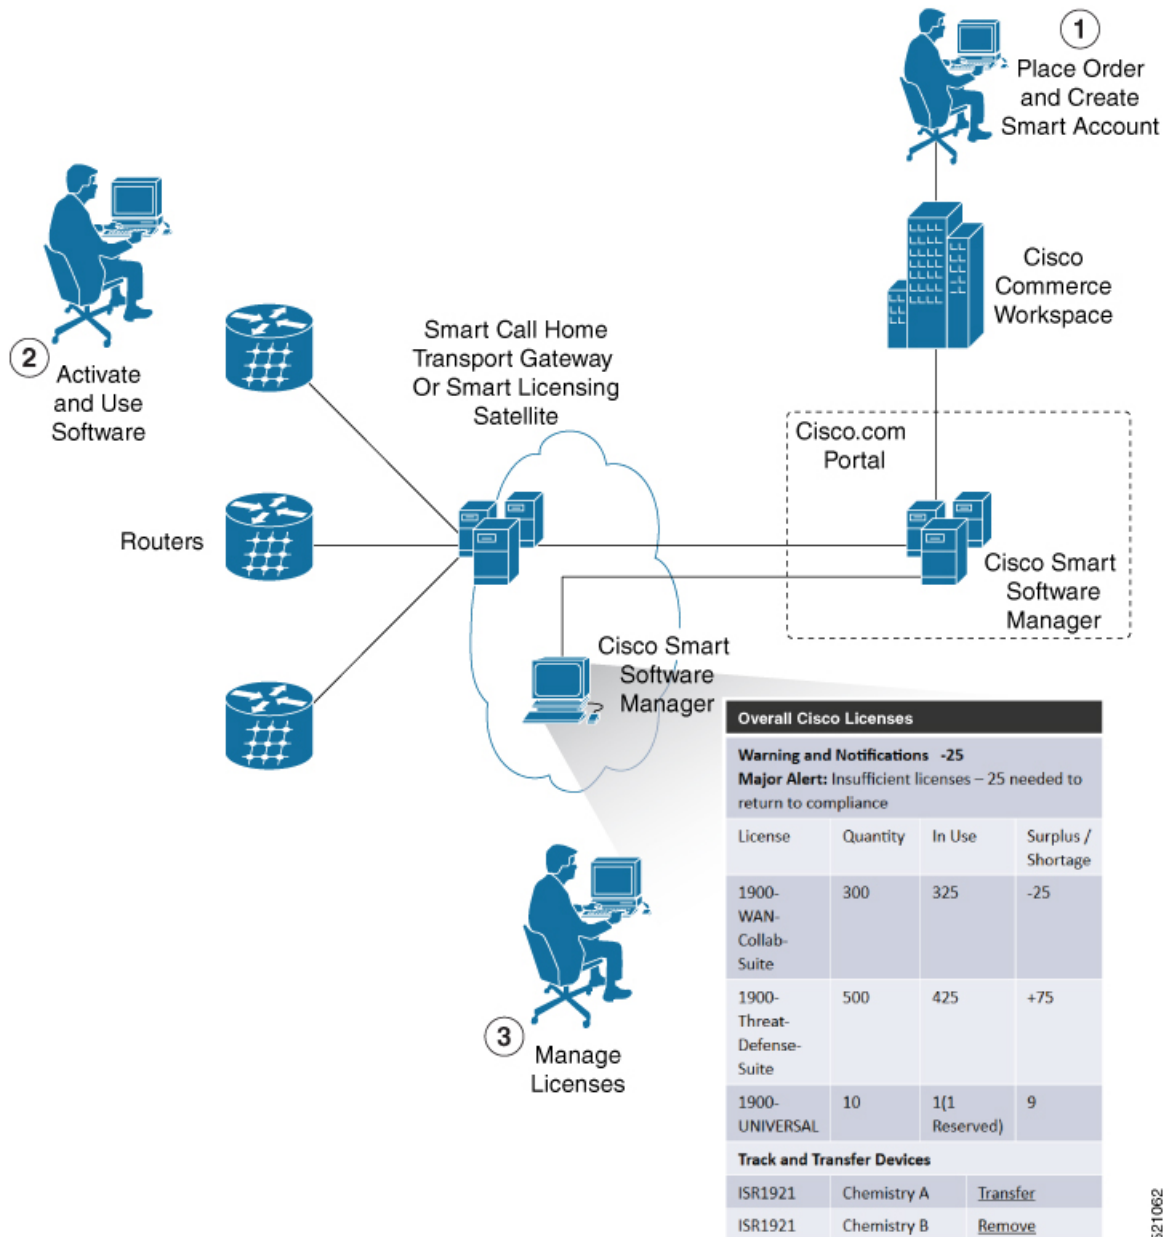 1
Place Order
and Create
Smart Account
Cisco
Commerce
Workspace
2
Activate
and Use
Software
Smart Call Home
Transport Gateway
Or Smart Licensing
Satellite
Cisco.com
Portal
Routers
Cisco Smart
Software
Manager
Cisco Smart
Software
Manager
3
Manage
Licenses
Overall Cisco Licenses
Warning and Notifications -25
Major Alert: Insufficient licenses – 25 needed to
return to compliance
License Quantity In Use Surplus /
Shortage
1900- 300 325 -25
WAN-
Collab-
Suite
1900- 500 425 +75
Threat-
Defense-
Suite
1900- 10 1(1 9
UNIVERSAL Reserved)
Track and Transfer Devices
ISR1921 Chemistry A Transfer
ISR1921 Chemistry B Remove
521062